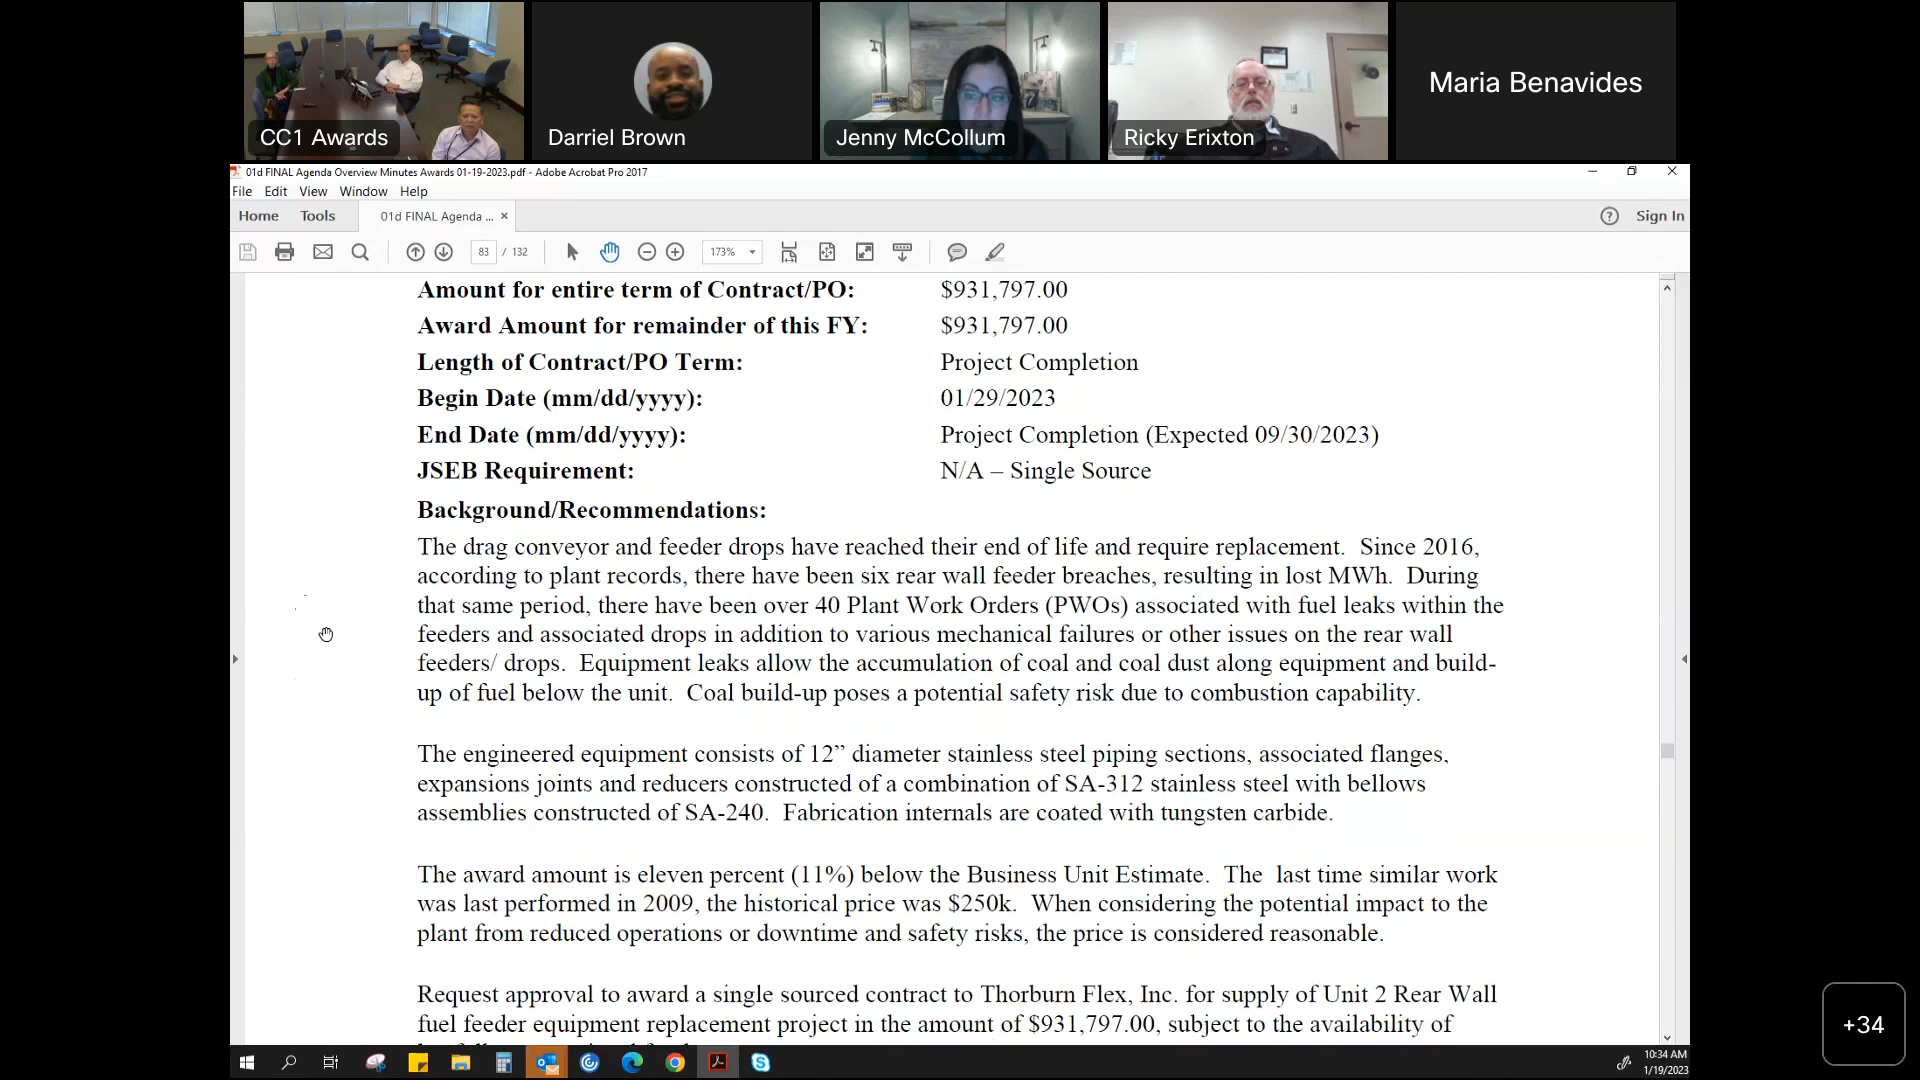 CC1 Awards
Darriel Brown
Jenny McCollum
Ricky Erixton
Maria Benavides
01d FINAL Agenda Overview Minutes Awards 01-19-2023.pdf - Adobe Acrobat Pro 2017
File Edit View Window Help
Home Tools 01d FINAL Agenda ... × Sign In
83 / 132 173%
Amount for entire term of Contract/PO: $931,797.00
Award Amount for remainder of this FY: $931,797.00
Length of Contract/PO Term: Project Completion
Begin Date (mm/dd/yyyy): 01/29/2023
End Date (mm/dd/yyyy): Project Completion (Expected 09/30/2023)
JSEB Requirement: N/A – Single Source
Background/Recommendations:
The drag conveyor and feeder drops have reached their end of life and require replacement. Since 2016,
according to plant records, there have been six rear wall feeder breaches, resulting in lost MWh. During
that same period, there have been over 40 Plant Work Orders (PWOs) associated with fuel leaks within the
feeders and associated drops in addition to various mechanical failures or other issues on the rear wall
feeders/ drops. Equipment leaks allow the accumulation of coal and coal dust along equipment and build-
up of fuel below the unit. Coal build-up poses a potential safety risk due to combustion capability.
The engineered equipment consists of 12” diameter stainless steel piping sections, associated flanges,
expansions joints and reducers constructed of a combination of SA-312 stainless steel with bellows
assemblies constructed of SA-240. Fabrication internals are coated with tungsten carbide.
The award amount is eleven percent (11%) below the Business Unit Estimate. The last time similar work
was last performed in 2009, the historical price was $250k. When considering the potential impact to the
plant from reduced operations or downtime and safety risks, the price is considered reasonable.
Request approval to award a single sourced contract to Thorburn Flex, Inc. for supply of Unit 2 Rear Wall
fuel feeder equipment replacement project in the amount of $931,797.00, subject to the availability of
+34
10:34 AM
1/19/2023